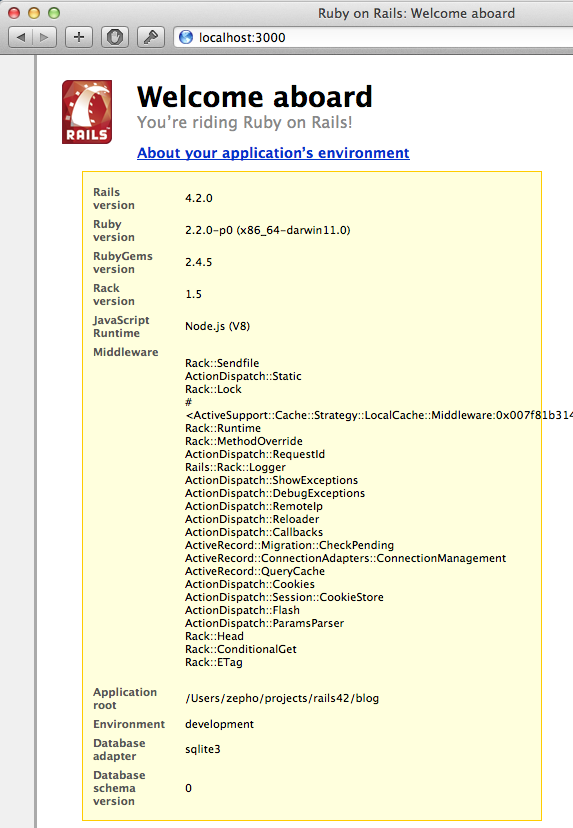 Ruby on Rails: Welcome aboard
localhost:3000
RAILS
Welcome aboard
You're riding Ruby on Rails!
About your application's environment
Rails
version
4.2.0
Ruby
version
2.2.0-p0 (x86_64-darwin11.0)
RubyGems
version
2.4.5
Rack
version
1.5
JavaScript
Runtime
Node.js (V8)
Middleware
Rack::Sendfile
ActionDispatch::Static
Rack::Lock
#
<ActiveSupport::Cache::Strategy::LocalCache::Middleware:0x007f81b314
Rack::Runtime
Rack::MethodOverride
ActionDispatch::RequestId
Rails::Rack::Logger
ActionDispatch::ShowExceptions
ActionDispatch::DebugExceptions
ActionDispatch::RemoteIp
ActionDispatch::Reloader
ActionDispatch::Callbacks
ActiveRecord::Migration::CheckPending
ActiveRecord::ConnectionAdapters::ConnectionManagement
ActiveRecord::QueryCache
ActionDispatch::Cookies
ActionDispatch::Session::CookieStore
ActionDispatch::Flash
ActionDispatch::ParamsParser
Rack::Head
Rack::ConditionalGet
Rack::ETag
Application
root
/Users/zepho/projects/rails42/blog
Environment
development
Database
adapter
sqlite3
Database
schema
version
0